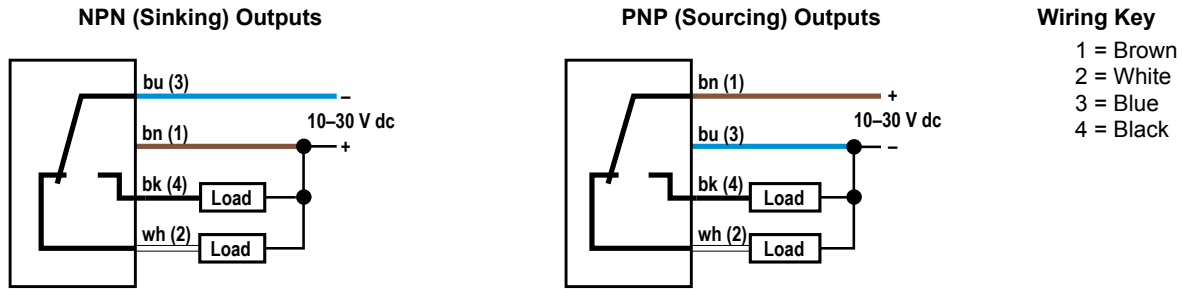 NPN (Sinking) Outputs
bu (3)
–
10–30 V dc
bn (1)
+
bk (4)
Load
wh (2)
Load
PNP (Sourcing) Outputs
bn (1)
+
10–30 V dc
bu (3)
–
bk (4)
Load
wh (2)
Load
Wiring Key
1 = Brown
2 = White
3 = Blue
4 = Black